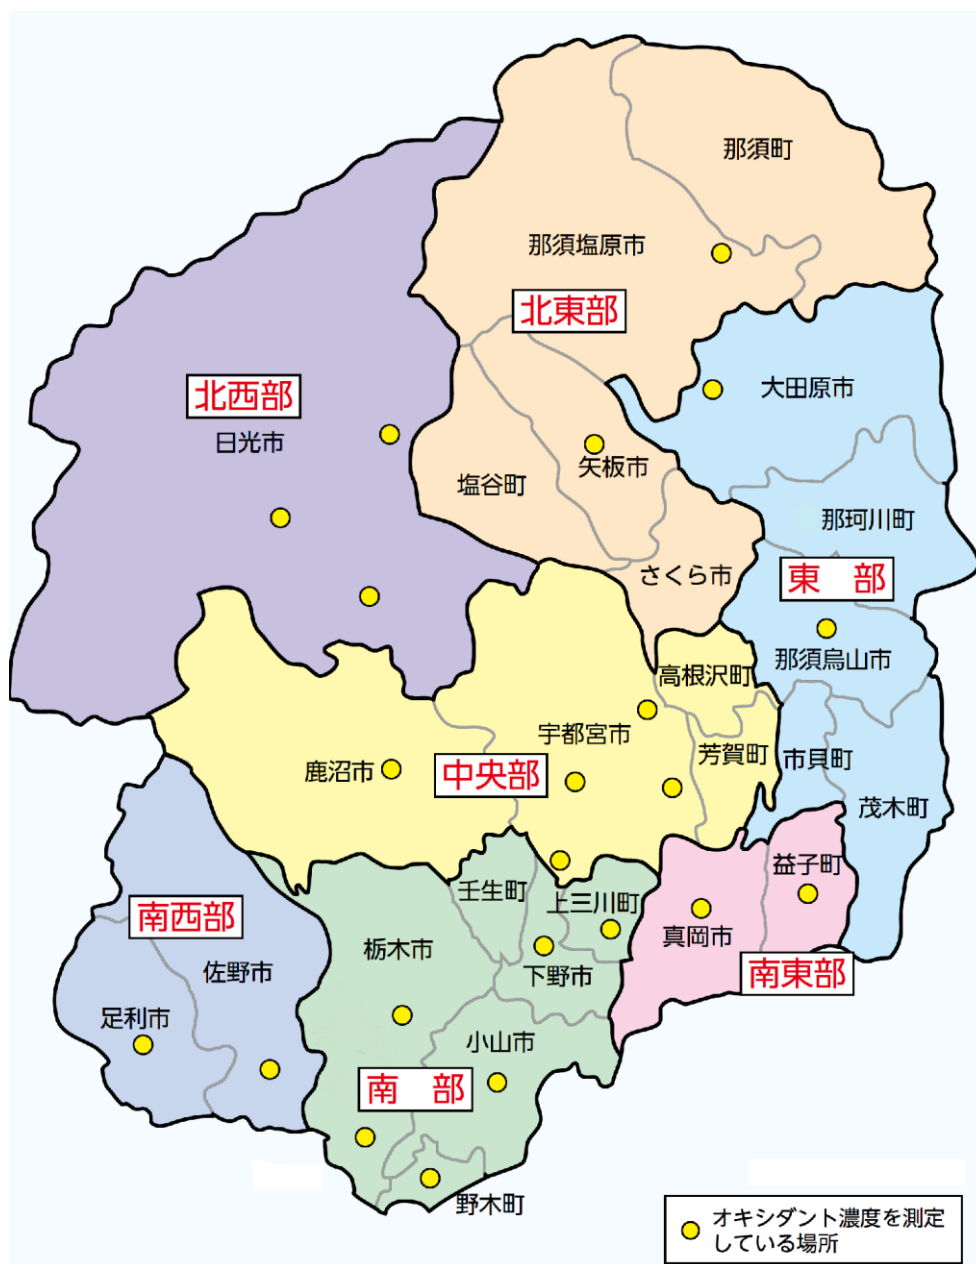 那須町
那須塩原市
北東部
北西部
大田原市
日光市
矢板市
塩谷町
那珂川町
さくら市
東　部
那須烏山市
高根沢町
宇都宮市
芳賀町
市貝町
鹿沼市
中央部
茂木町
益子町
壬生町
上三川町
南西部
真岡市
栃木市
佐野市
下野市
南東部
足利市
小山市
南　部
野木町
オキシダント濃度を測定
している場所